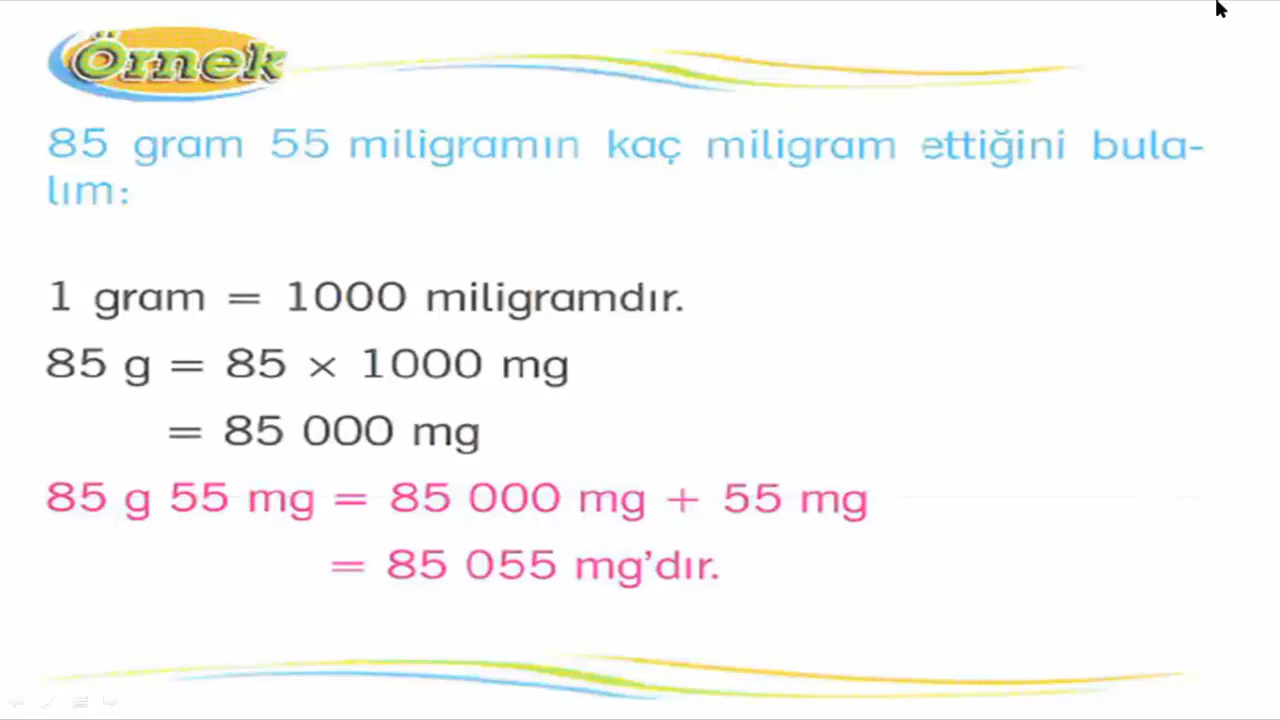 Örnek
85 gram 55 miligramın kaç miligram ettiğini bula-
lım:
1 gram = 1000 miligramdır.
85 g = 85 × 1000 mg
= 85 000 mg
85 g 55 mg = 85 000 mg + 55 mg
= 85 055 mg’dır.